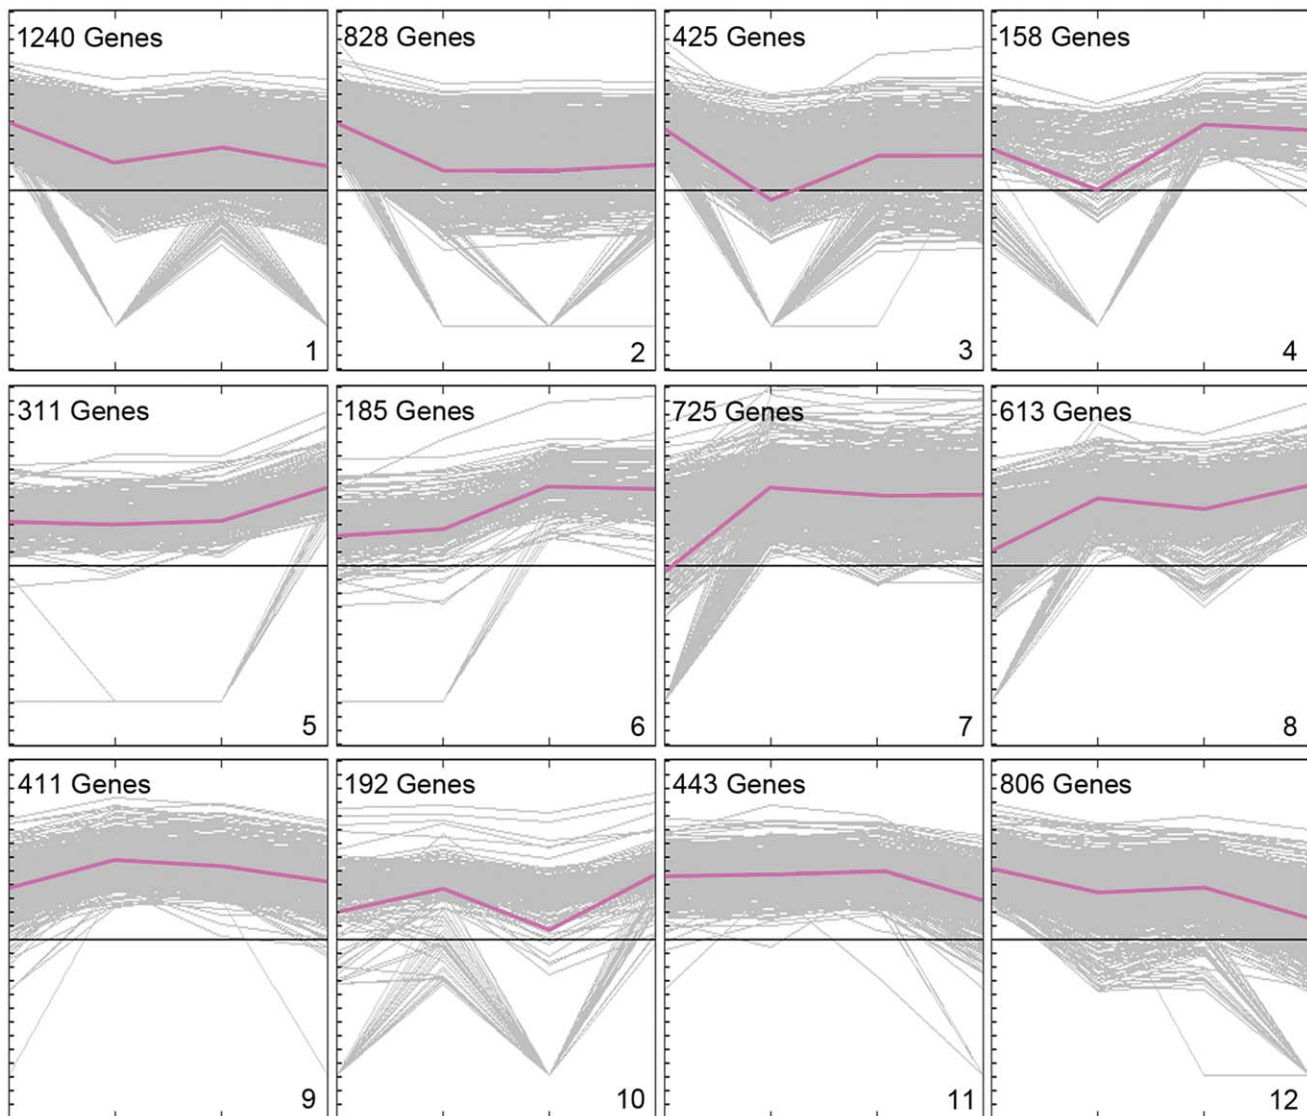 1240 Genes
1
828 Genes
2
425 Genes
3
158 Genes
4
311 Genes
5
185 Genes
6
725 Genes
7
613 Genes
8
411 Genes
9
192 Genes
10
443 Genes
11
806 Genes
12